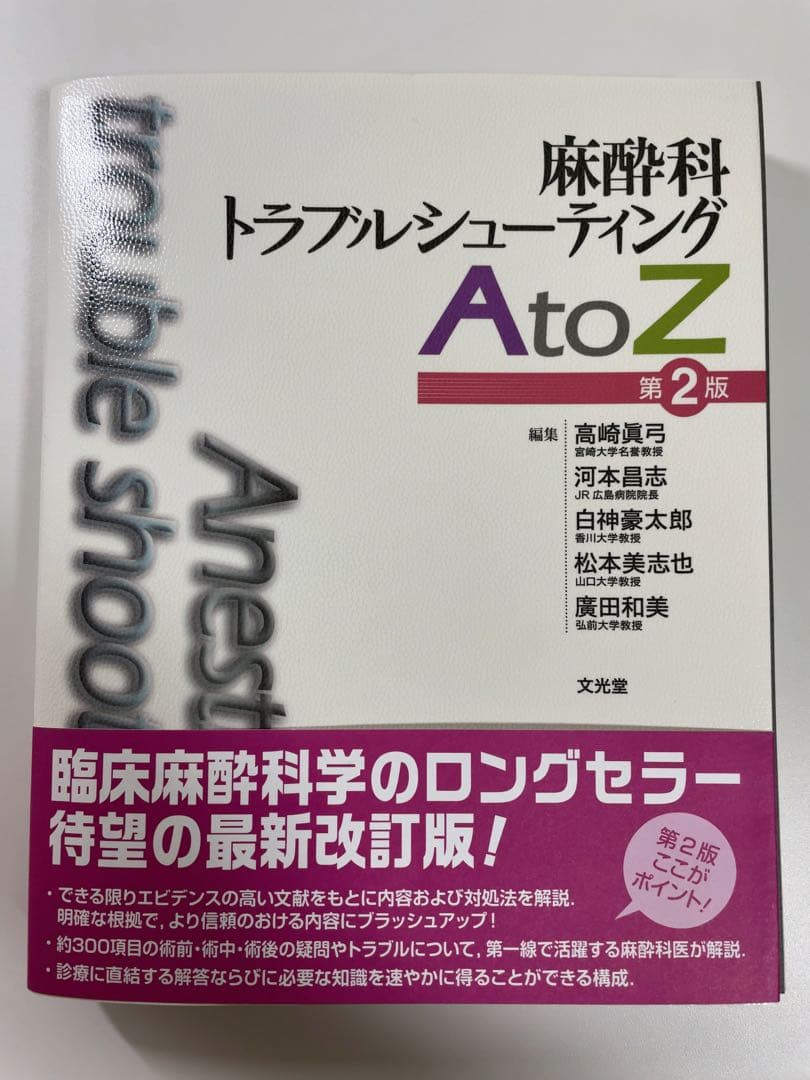 麻酔科
トラブルシューティング
AtoZ
第2版
編集
高崎眞弓
宮崎大学名誉教授
河本昌志
JR広島病院院長
白神豪太郎
香川大学教授
松本美志也
山口大学教授
廣田和美
弘前大学教授
文光堂
trouble shoot
Anest
臨床麻酔科学のロングセラー
待望の最新改訂版!
第2版
ここが
ポイント!
・できる限りエビデンスの高い文献をもとに内容および対処法を解説.
明確な根拠で,より信頼のおける内容にブラッシュアップ!
・約300項目の術前・術中・術後の疑問やトラブルについて,第一線で活躍する麻酔科医が解説.
・診療に直結する解答ならびに必要な知識を速やかに得ることができる構成.